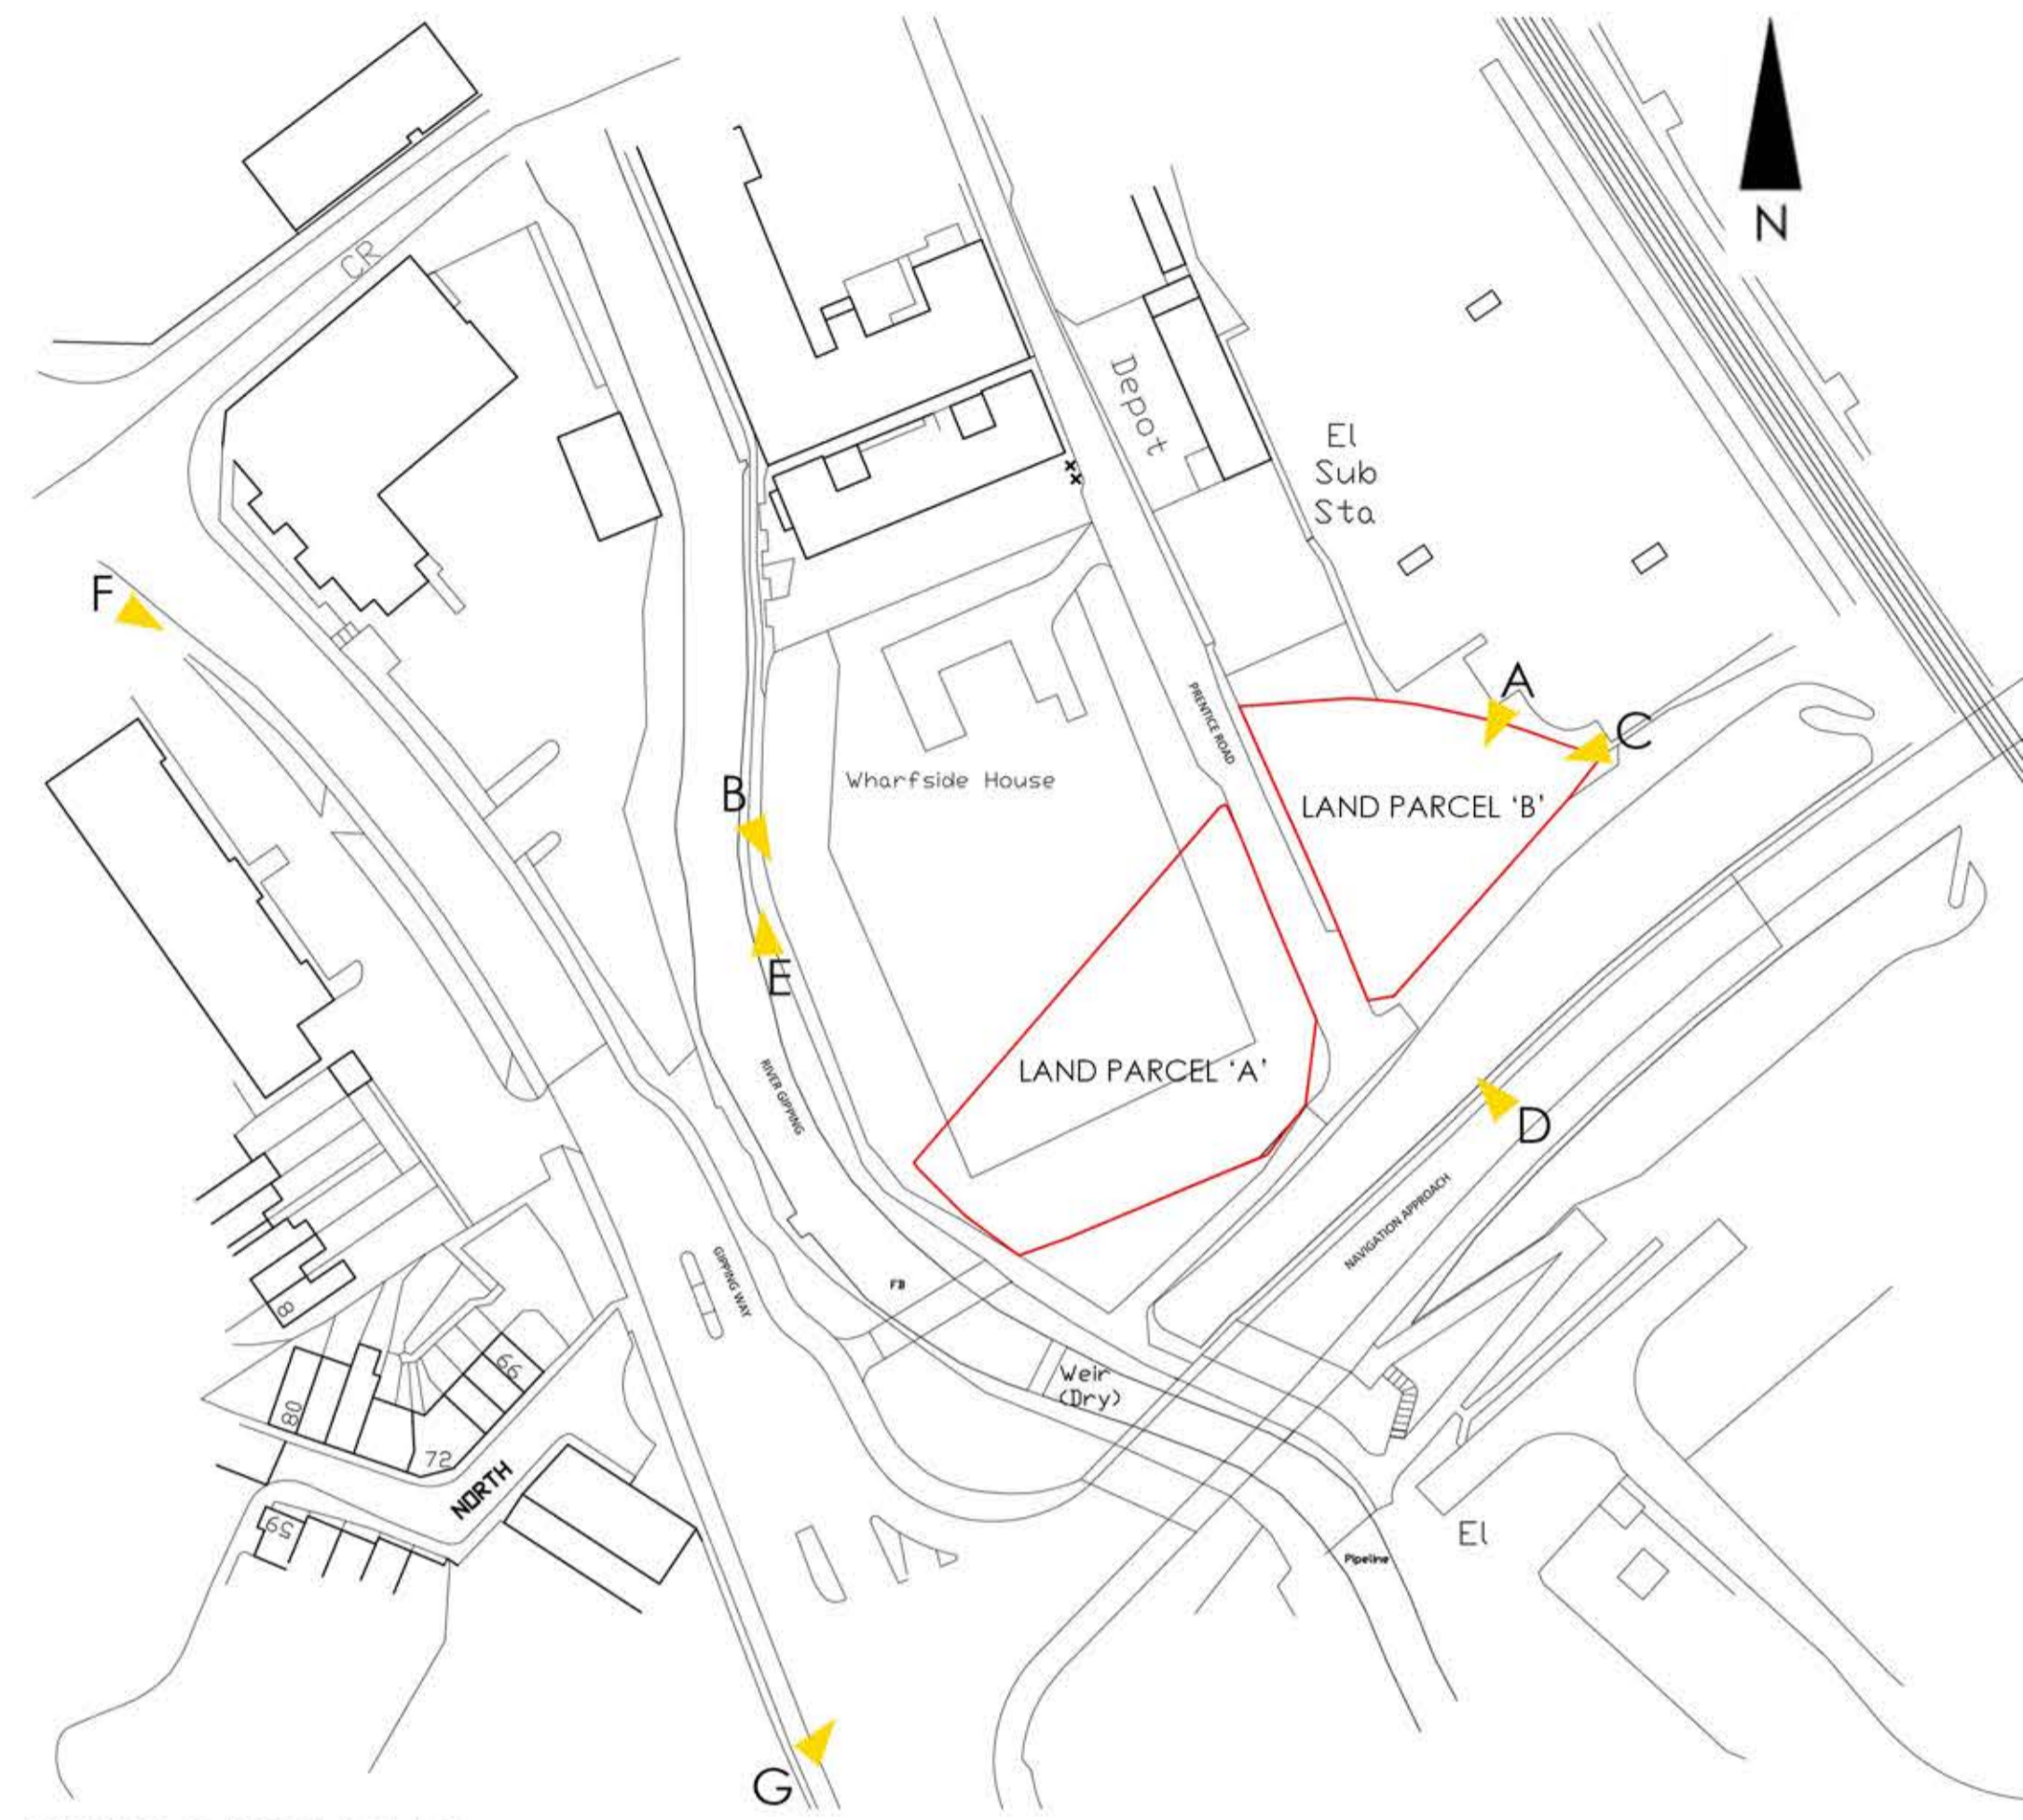 N
CR
Depot
El
Sub
Sta
F
A
C
PRENTICE ROAD
B
Wharfside House
LAND PARCEL 'B'
E
LAND PARCEL 'A'
RIVER GIPPING
D
NAVIGATION APPROACH
GIPPING WAY
FB
8
66
Weir
(Dry)
80
72
NORTH
59
El
Pipeline
G